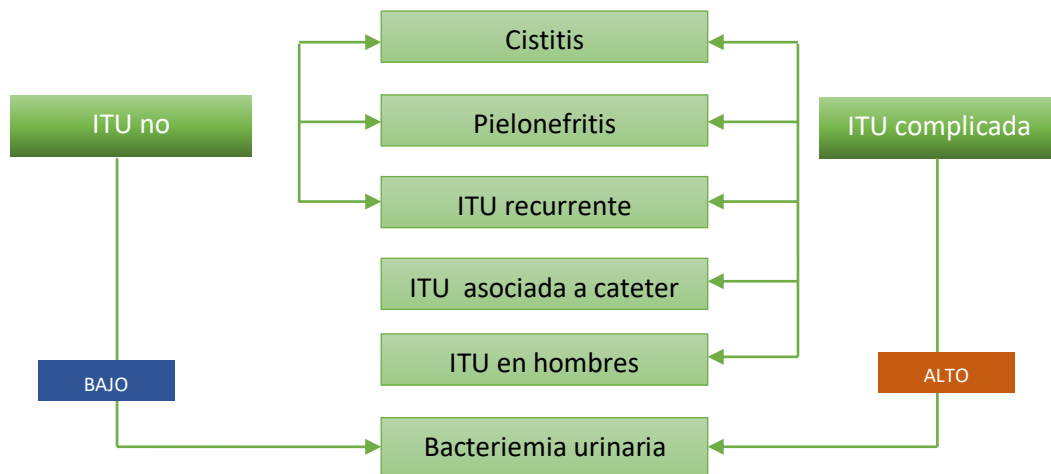 Cistitis
ITU no
Pielonefritis
ITU complicada
ITU recurrente
ITU asociada a cateter
ITU en hombres
BAJO
ALTO
Bacteriemia urinaria